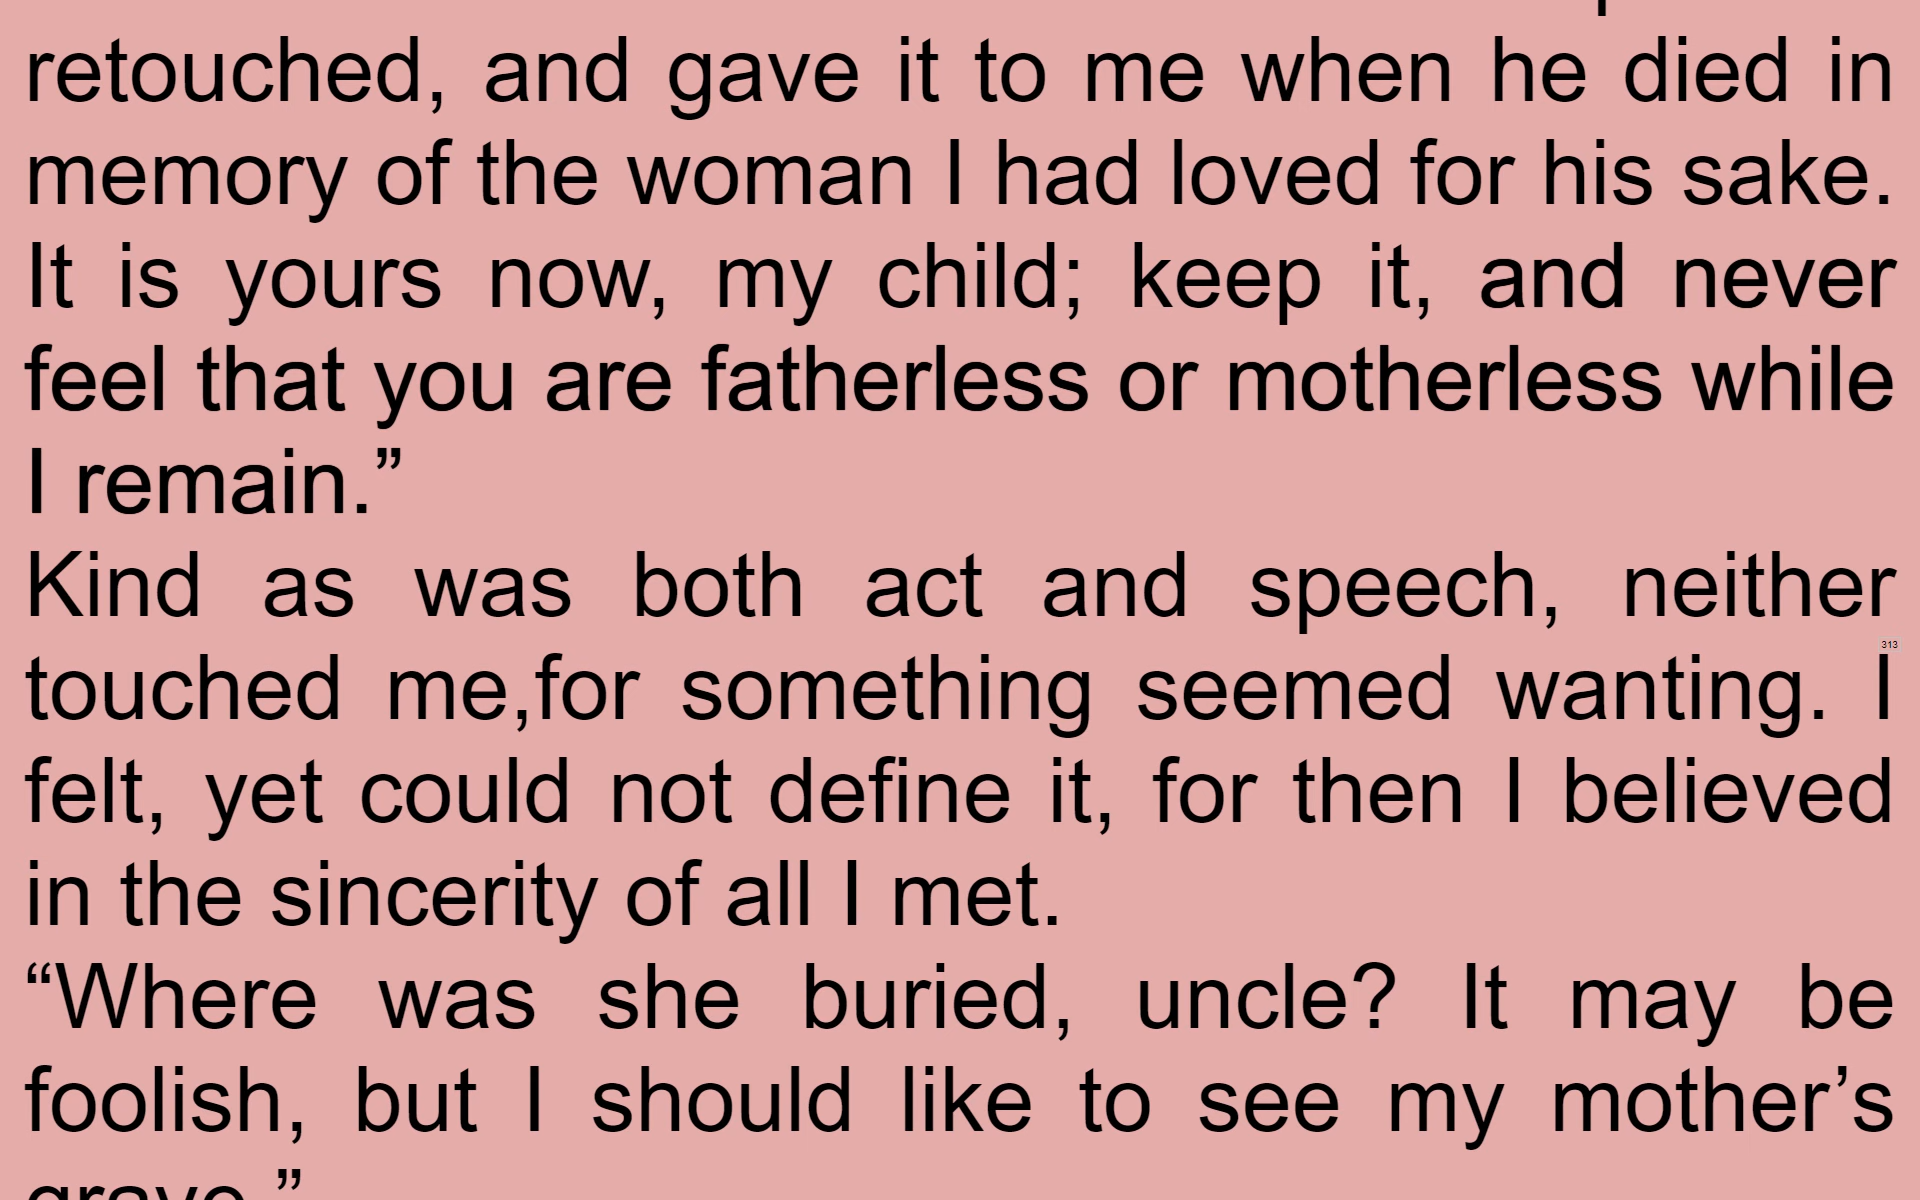 retouched, and gave it to me when he died in
memory of the woman I had loved for his sake.
It is yours now, my child; keep it, and never
feel that you are fatherless or motherless while
I remain.”
Kind as was both act and speech, neither
313
touched me,for something seemed wanting. I
felt, yet could not define it, for then I believed
in the sincerity of all I met.
“Where was she buried, uncle? It may be
foolish, but I should like to see my mother’s
grave.”